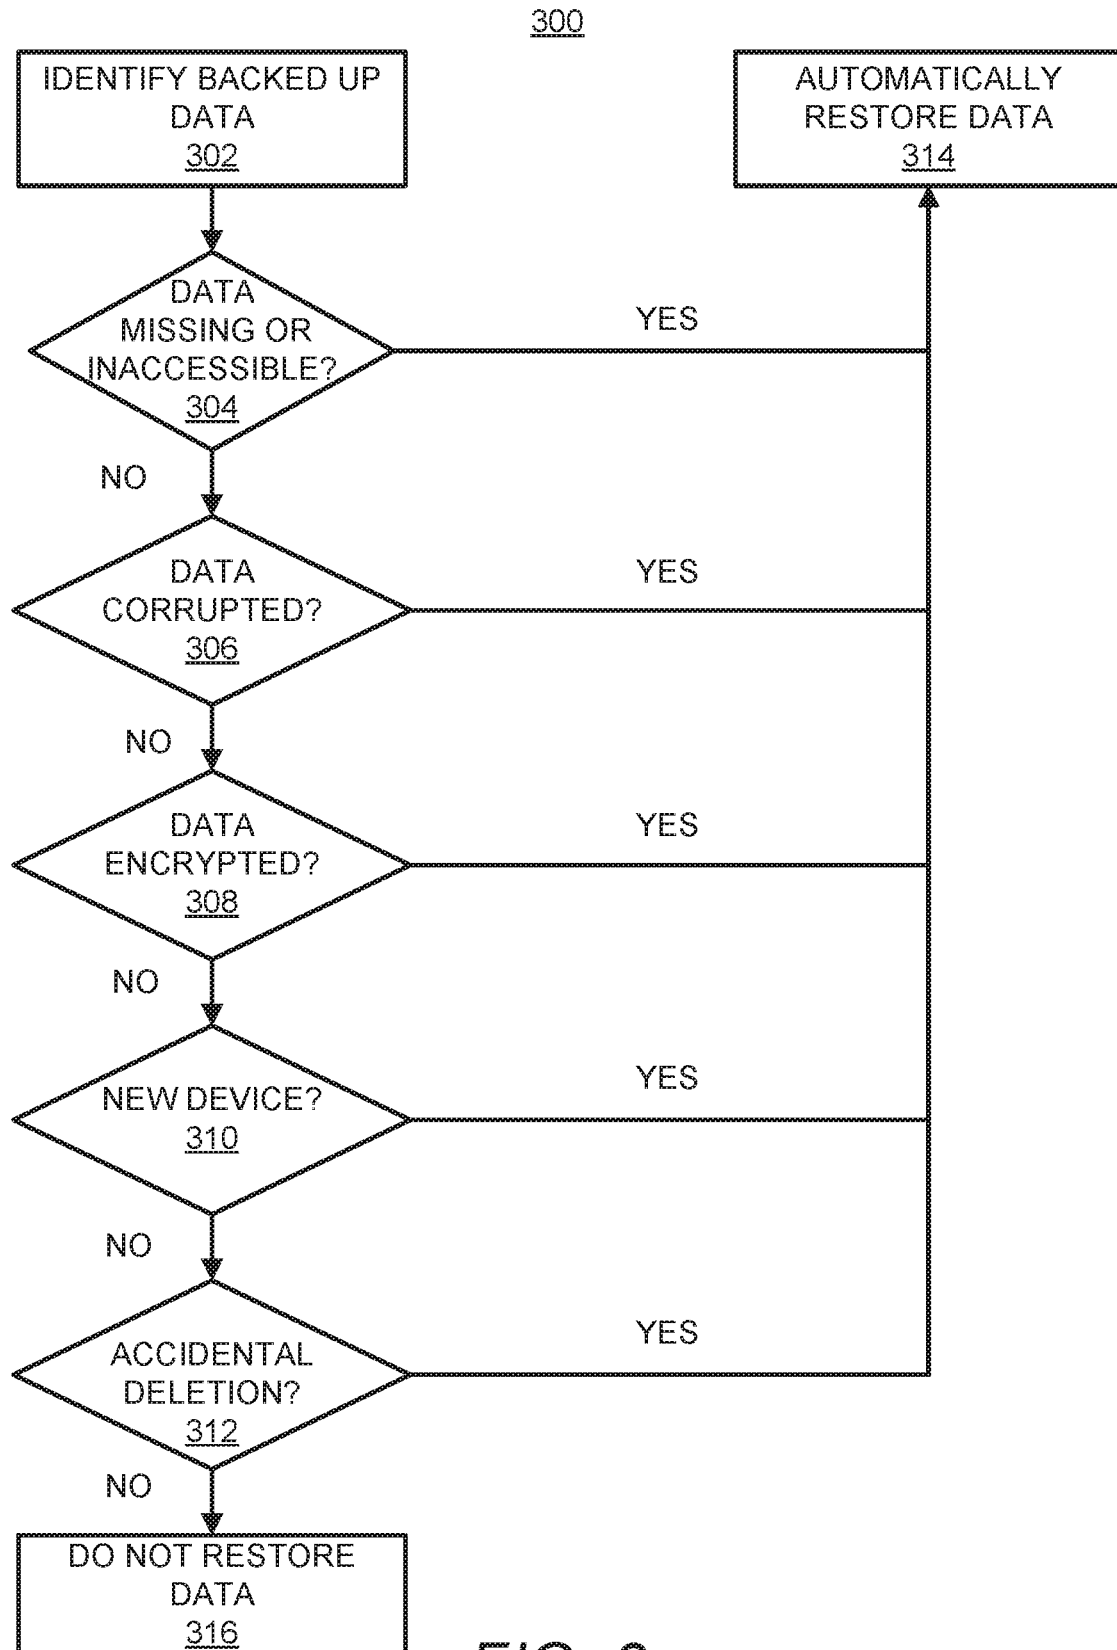 300
IDENTIFY BACKED UP
DATA
302
AUTOMATICALLY
RESTORE DATA
314
DATA
MISSING OR
INACCESSIBLE?
304
YES
NO
DATA
CORRUPTED?
306
YES
NO
DATA
ENCRYPTED?
308
YES
NO
NEW DEVICE?
310
YES
NO
ACCIDENTAL
DELETION?
312
YES
NO
DO NOT RESTORE
DATA
316